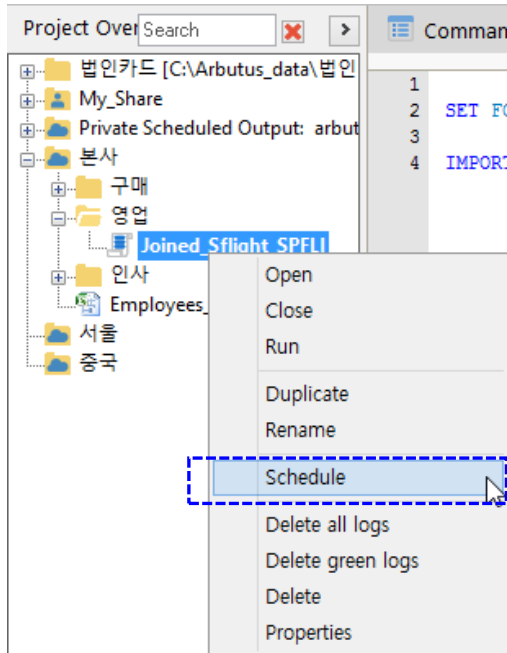 Project Over
Search
Comman
법인카드 [C:\Arbutus_data\법인
My_Share
Private Scheduled Output: arbut
본사
구매
영업
Joined_Sflight_SPFLI
인사
Employees_
서울
중국
1
2 SET FO
3
4 IMPORT
Open
Close
Run
Duplicate
Rename
Schedule
Delete all logs
Delete green logs
Delete
Properties